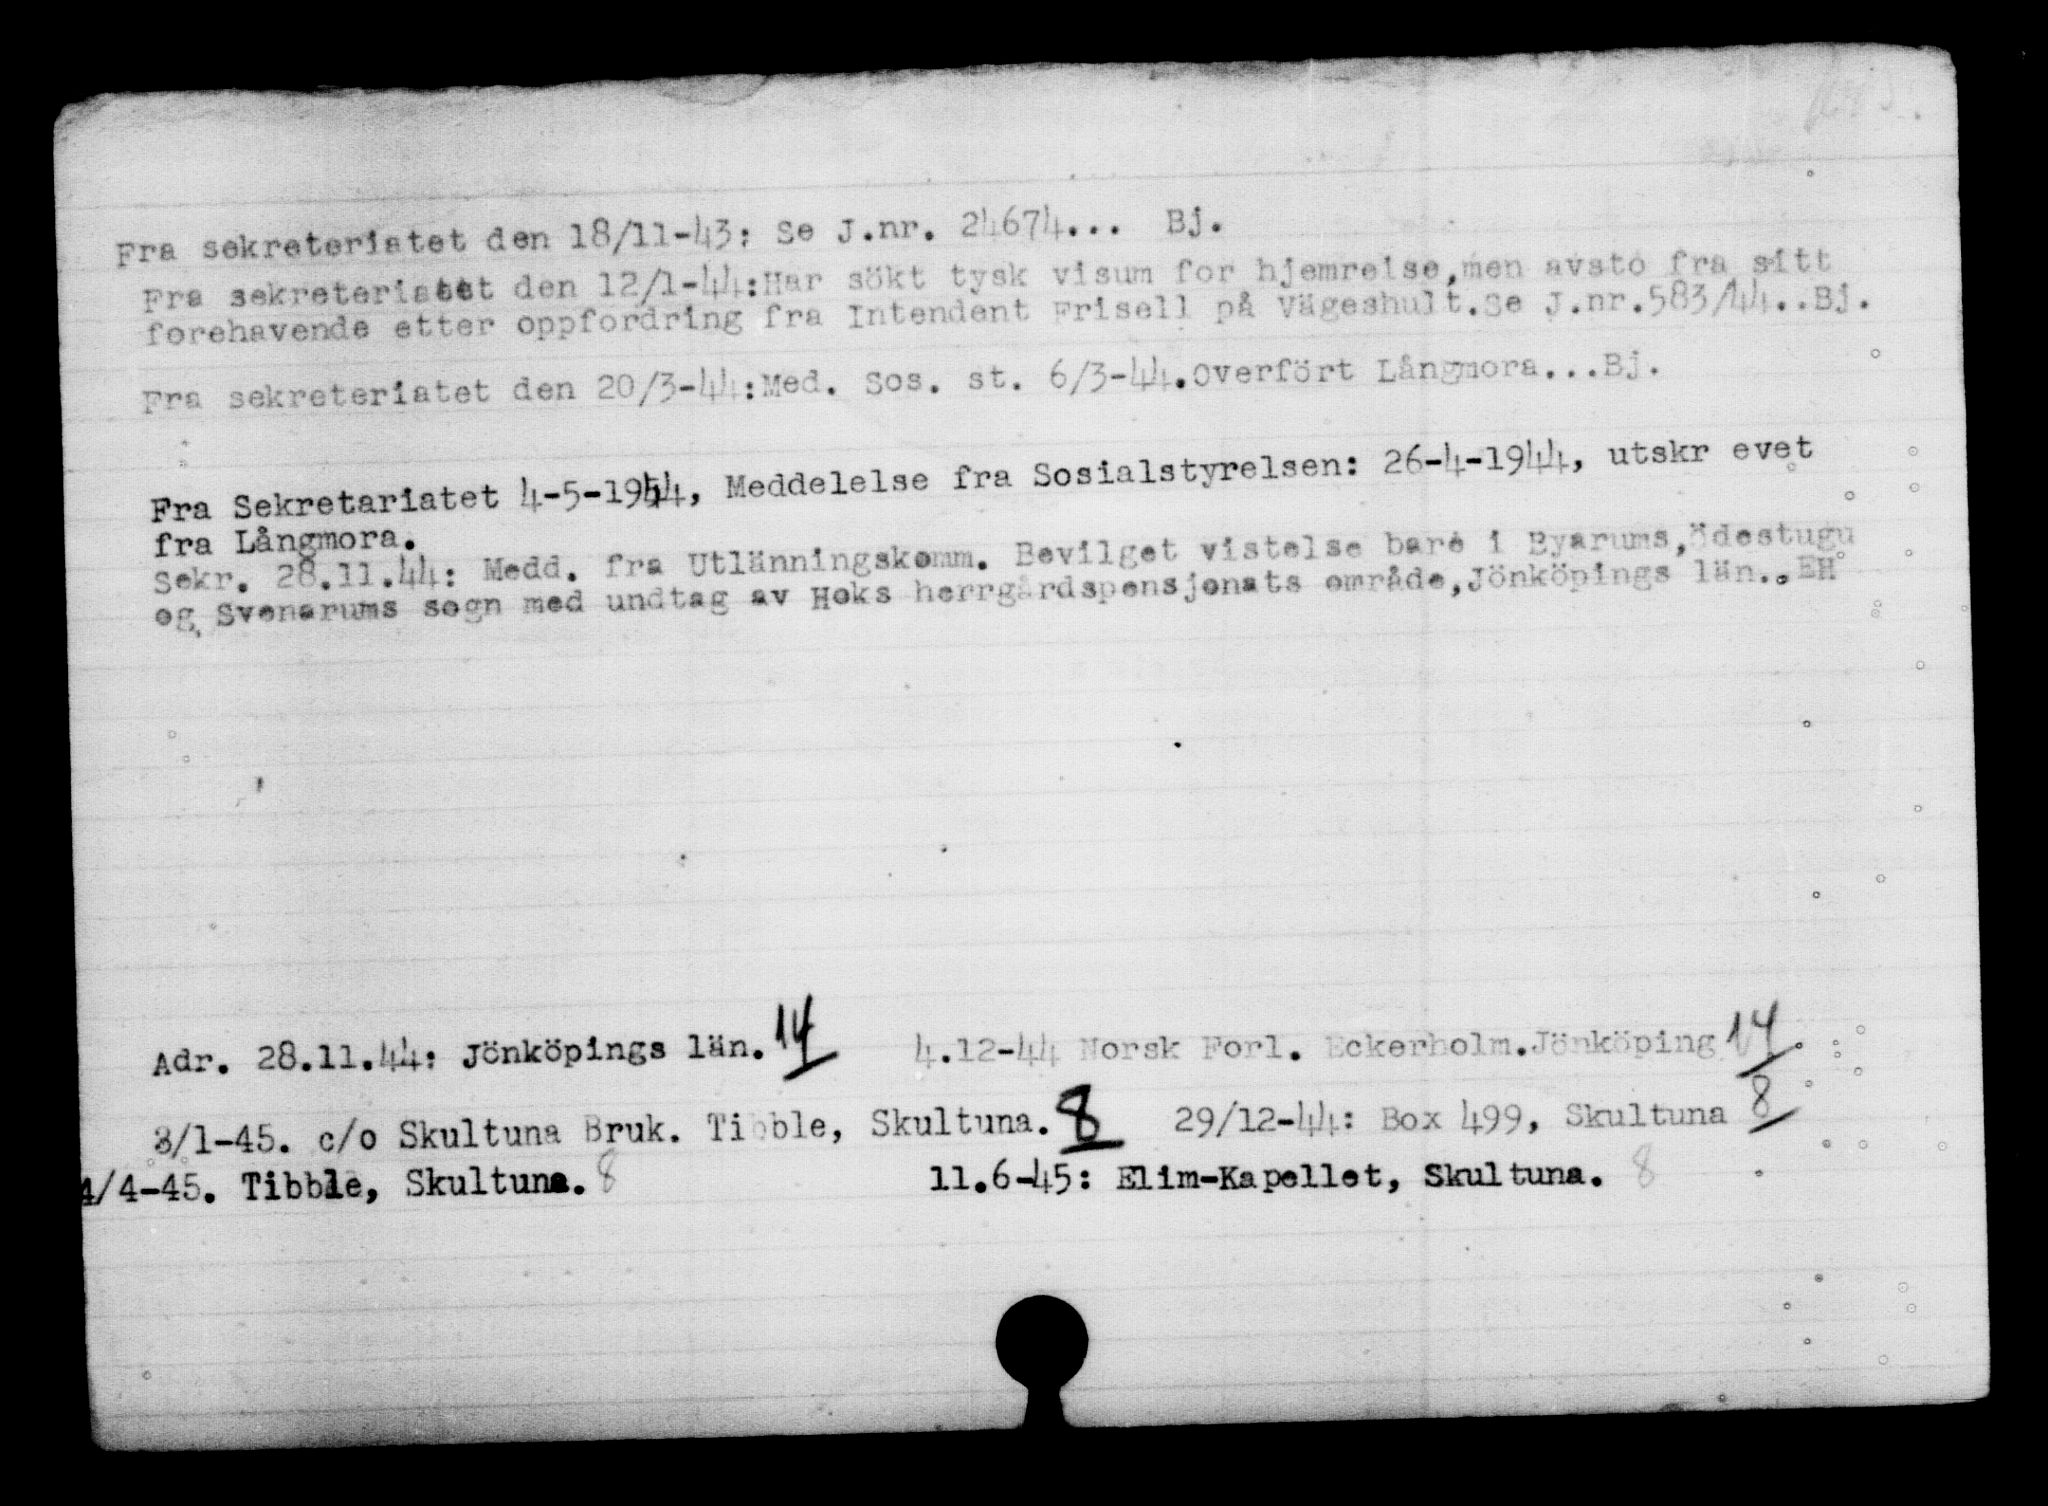 Fra sekreteriatet den 18/11-43: Se J.nr. 24674... Bj.
Fra sekreteriatet den 12/1-44:Har sökt tysk visum for hjemreise,men avsto fra sitt
forehavende etter oppfordring fra Intendent Frisell på Vägeshult.Se J.nr.583/44..Bj.
Fra sekreteriatet den 20/3-44:Med. Sos. st. 6/3-44.Overfört Långmora...Bj.
Fra Sekretariatet 4-5-1944, Meddelelse fra Sosialstyrelsen: 26-4-1944, utskr evet
fra Långmora.
Sekr. 28.11.44: Medd. fra Utlänningskomm. Bevilget vistelse bare i Byarums,Ödestugu
og Svenarums sogn med undtag av Hoks herrgårdspensjonats område,Jönköpings län..EH
Adr. 28.11.44: Jönköpings län. 14 4.12-44 Norsk Forl. Eckerholm.Jönköping 14
3/1-45. c/o Skultuna Bruk. Tibble, Skultuna. 8 29/12-44: Box 499, Skultuna 8
4/4-45. Tibble, Skultuna. 8 11.6-45: Elim-Kapellet, Skultuna. 8